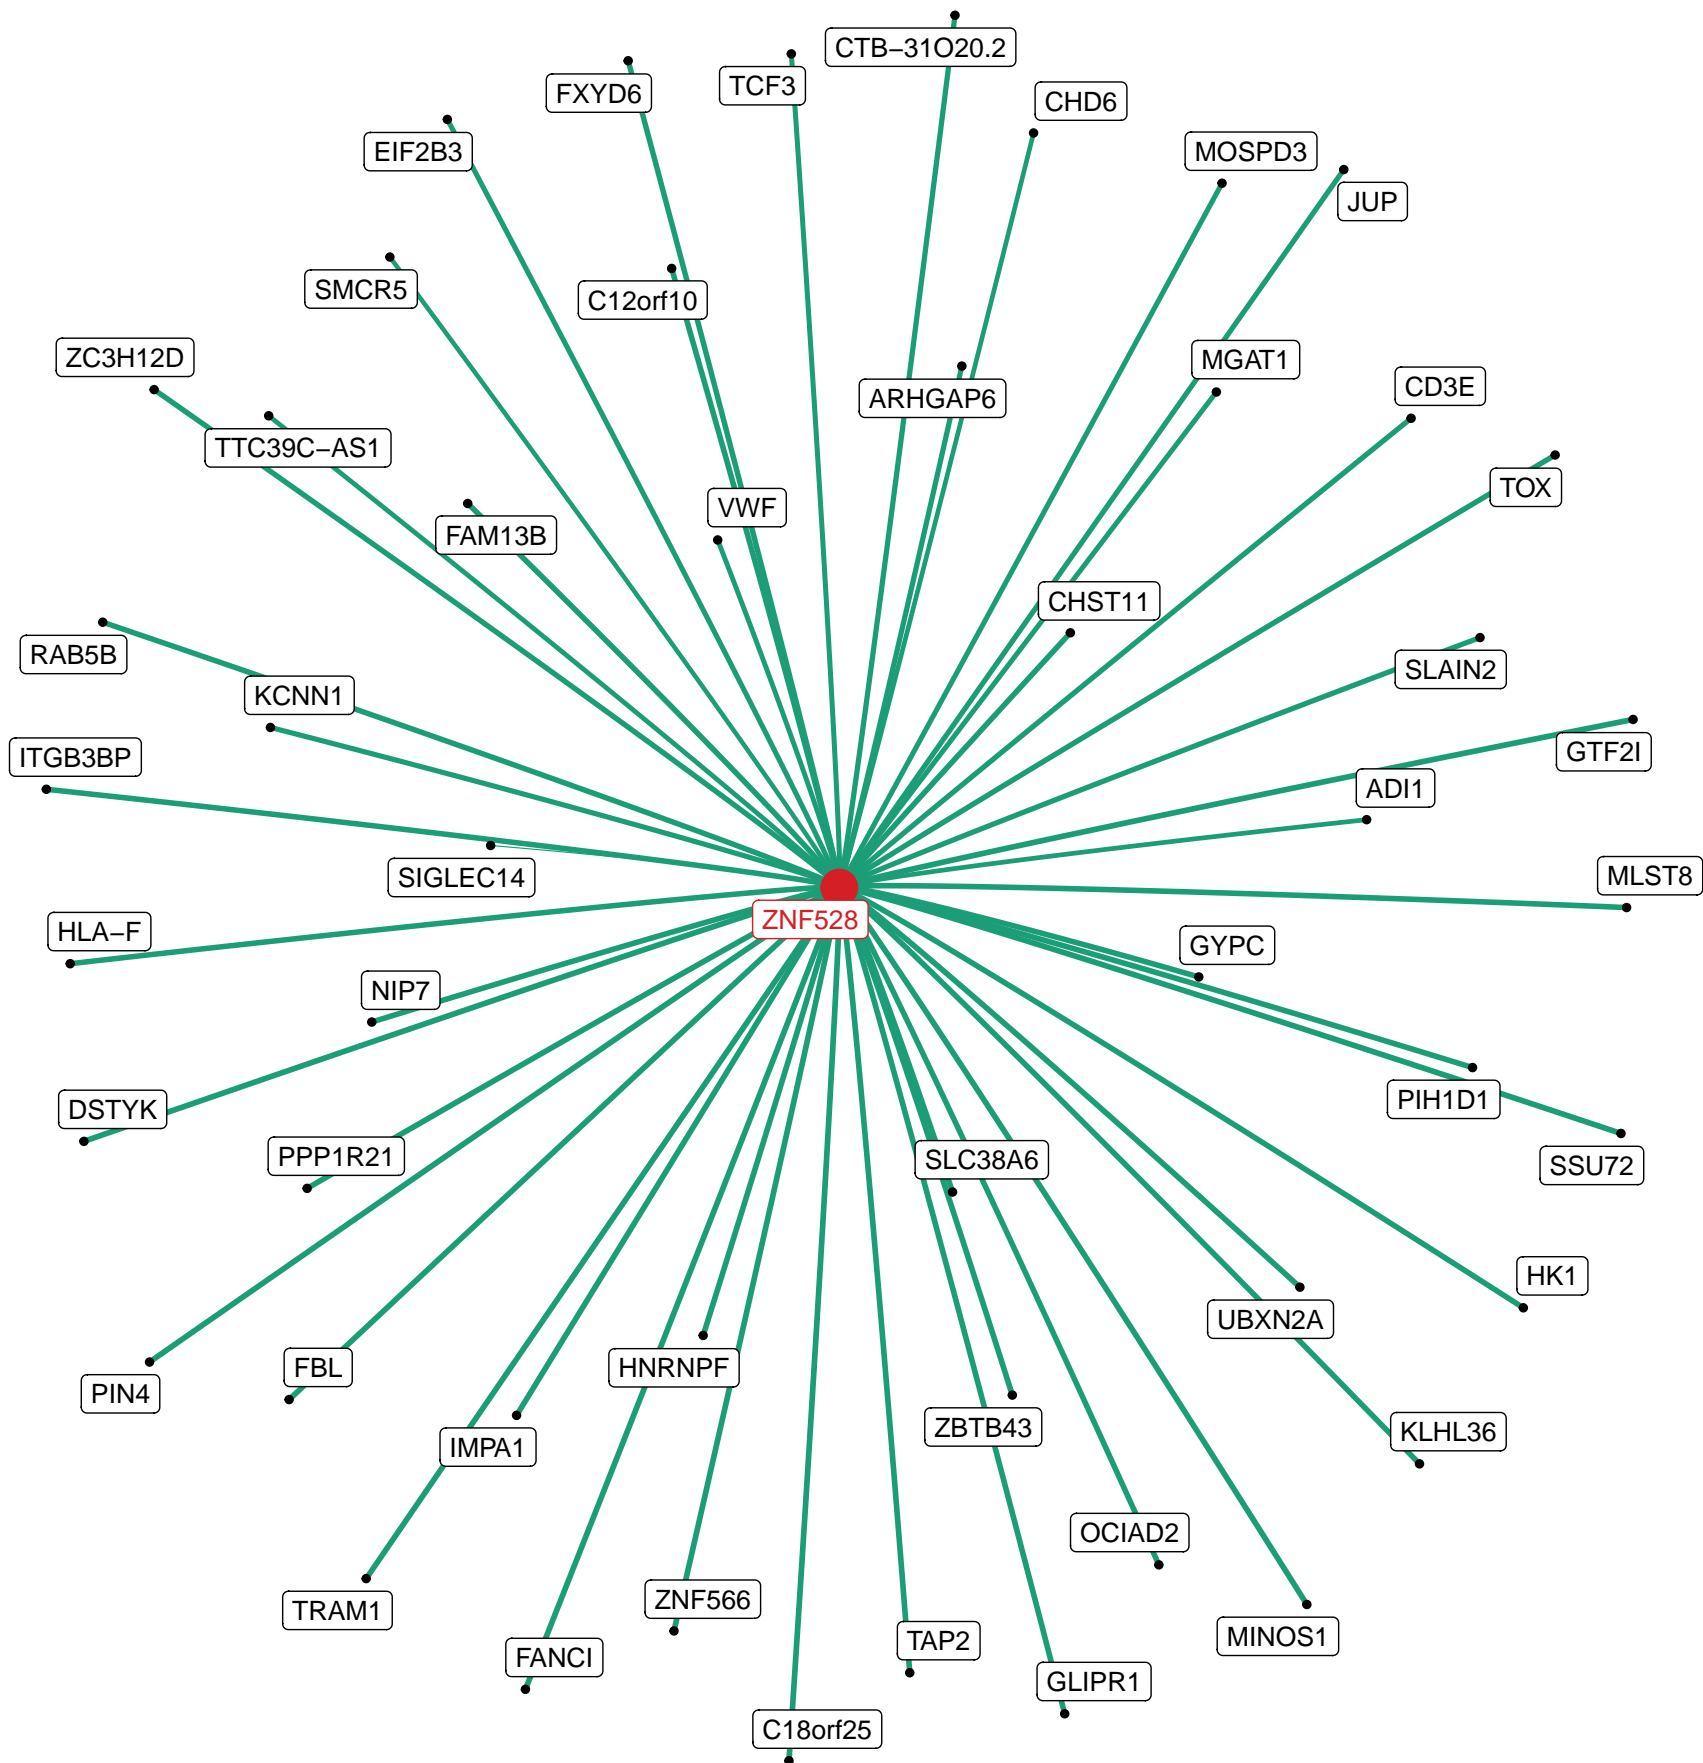 CTB−31O20.2
TCF3
FXYD6
CHD6
EIF2B3
MOSPD3
JUP
SMCR5
C12orf10
ZC3H12D
MGAT1
CD3E
ARHGAP6
TTC39C−AS1
TOX
VWF
FAM13B
CHST11
RAB5B
SLAIN2
KCNN1
GTF2I
ITGB3BP
ADI1
MLST8
SIGLEC14
ZNF528
HLA−F
GYPC
NIP7
PIH1D1
DSTYK
PPP1R21
SLC38A6
SSU72
HK1
UBXN2A
FBL
HNRNPF
PIN4
ZBTB43
KLHL36
IMPA1
OCIAD2
ZNF566
TRAM1
MINOS1
TAP2
FANCI
GLIPR1
C18orf25